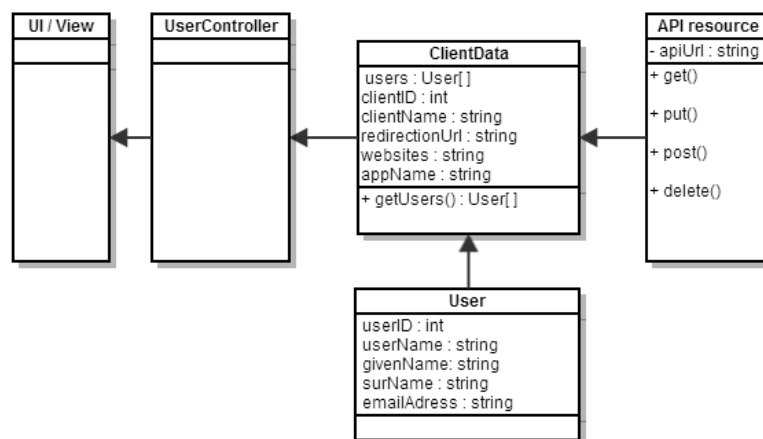 UI / View
UserController
ClientData
users : User[ ]
clientID : int
clientName : string
redirectionUrl : string
websites : string
appName : string
+ getUsers() : User[ ]
API resource
- apiUrl : string
+ get()
+ put()
+ post()
+ delete()
User
userID : int
userName : string
givenName: string
surName : string
emailAdress : string